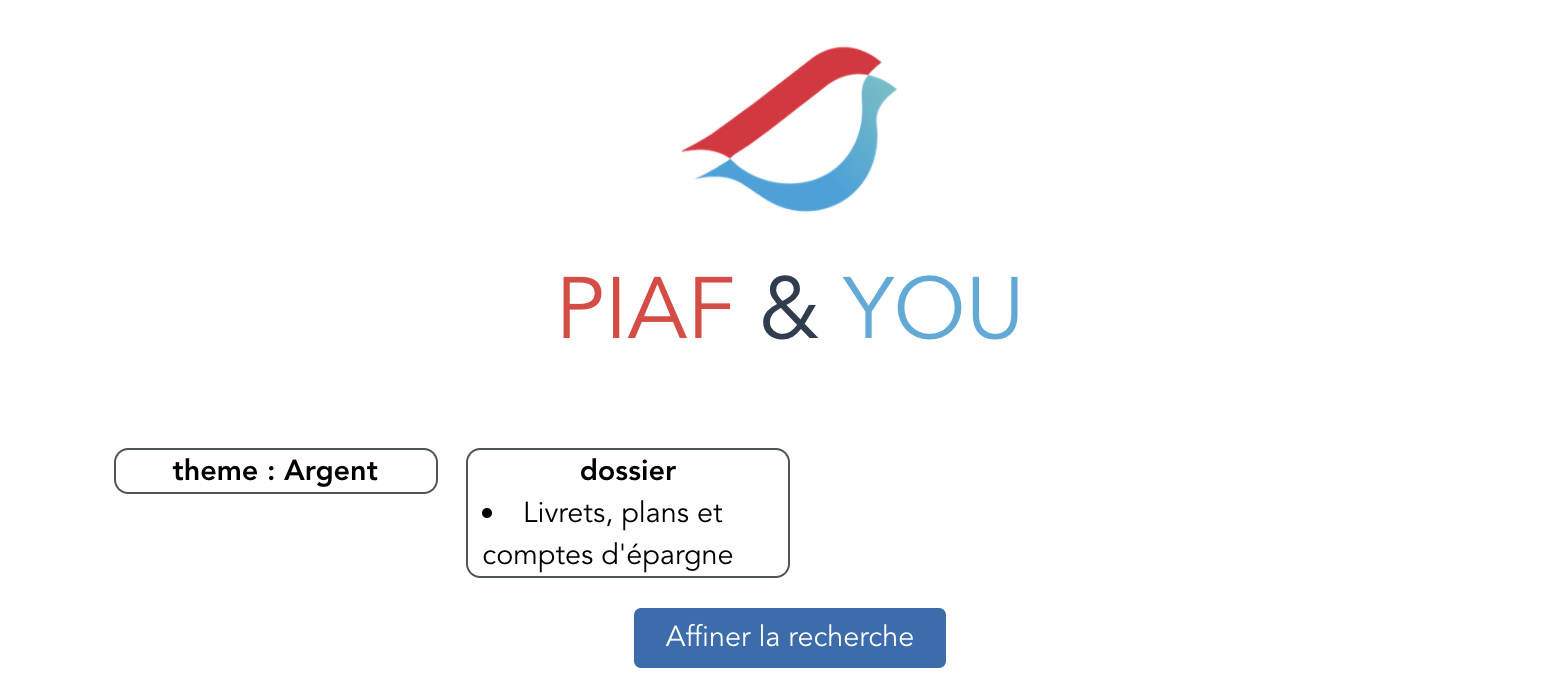 PIAF & YOU
theme : Argent
dossier
• Livrets, plans et
comptes d'épargne
Affiner la recherche